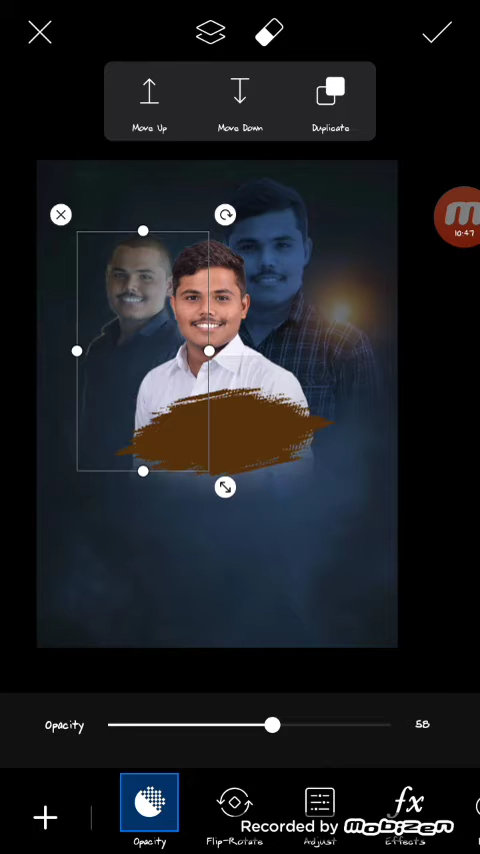 Move Up
Move Down
Duplicate
10:47
Opacity
58
Opacity
Flip-Rotate
Adjust
Effects
Recorded by mobizen